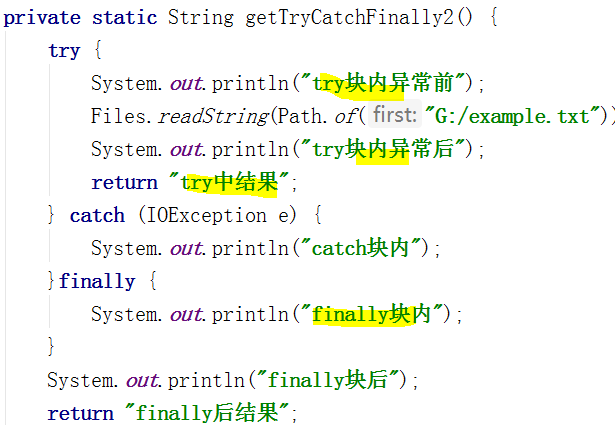 private static String getTryCatchFinally2() {
try {
System.out.println("try块内异常前");
Files.readString(Path.of( first: "G:/example.txt"))
System.out.println("try块内异常后");
return "try中结果";
} catch (IOException e) {
System.out.println("catch块内");
}finally {
System.out.println("finally块内");
}
System.out.println("finally块后");
return "finally后结果";